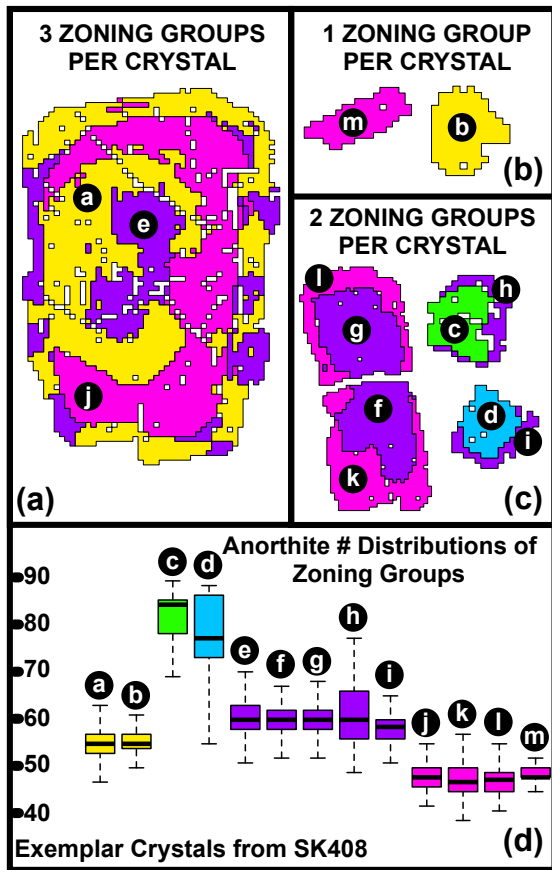 3 ZONING GROUPS
PER CRYSTAL
a
e
j
(a)
1 ZONING GROUP
PER CRYSTAL
m
b
(b)
2 ZONING GROUPS
PER CRYSTAL
l
h
g
c
f
d
i
k
(c)
Anorthite # Distributions of
Zoning Groups
90
80
70
60
50
40
a
b
c
d
e
f
g
h
i
j
k
l
m
Exemplar Crystals from SK408
(d)